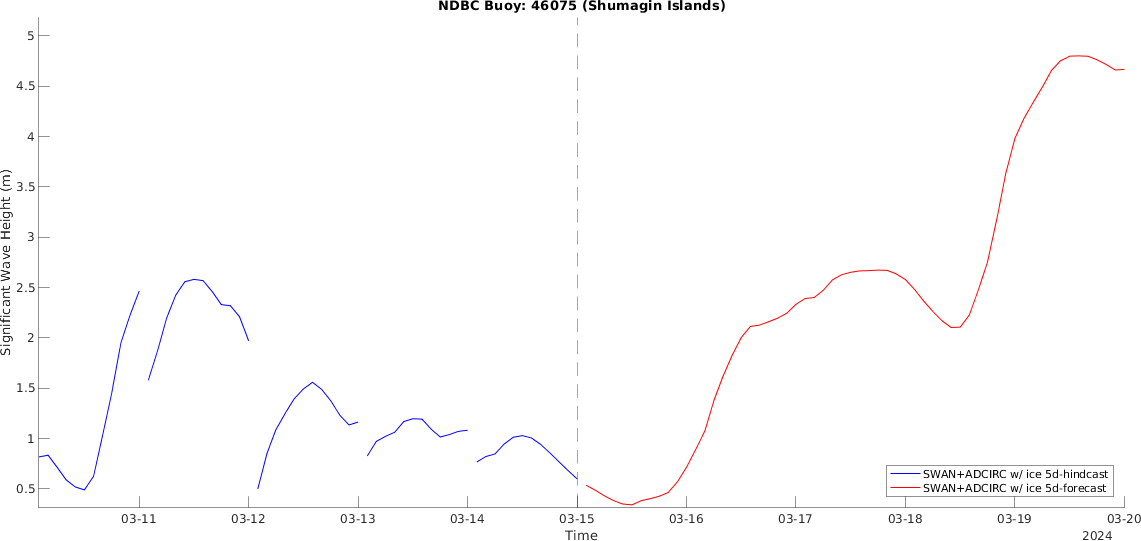 NDBC Buoy: 46075 (Shumagin Islands)
5
4.5
4
3.5
3
2.5
2
1.5
1
0.5
Significant Wave Height (m)
SWAN+ADCIRC w/ ice 5d-hindcast
SWAN+ADCIRC w/ ice 5d-forecast
03-11 03-12 03-13 03-14 03-15 03-16 03-17 03-18 03-19 03-20
Time
2024